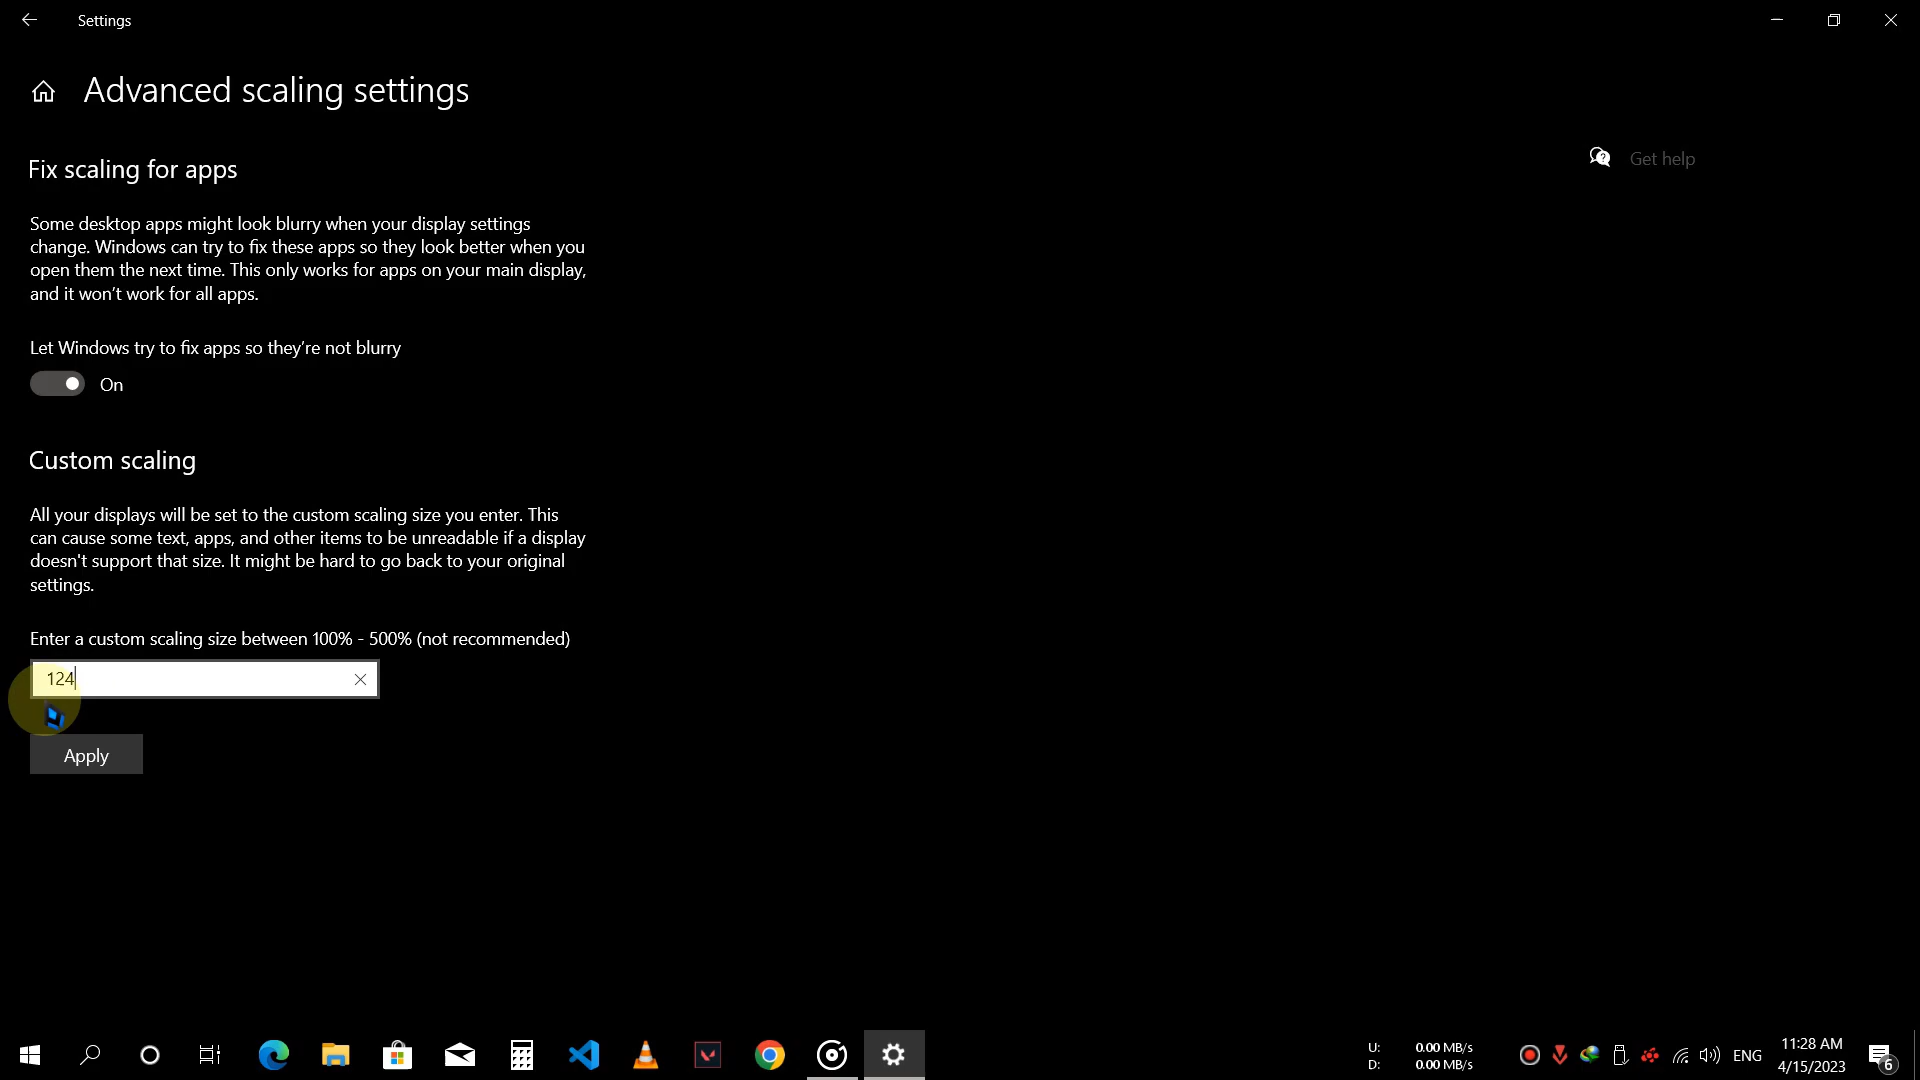 Settings
Advanced scaling settings
Get help
Fix scaling for apps
Some desktop apps might look blurry when your display settings
change. Windows can try to fix these apps so they look better when you
open them the next time. This only works for apps on your main display,
and it won't work for all apps.
Let Windows try to fix apps so they're not blurry
On
Custom scaling
All your displays will be set to the custom scaling size you enter. This
can cause some text, apps, and other items to be unreadable if a display
doesn't support that size. It might be hard to go back to your original
settings.
Enter a custom scaling size between 100% - 500% (not recommended)
124
Apply
U: 0.00 MB/s
D: 0.00 MB/s
ENG
11:28 AM
4/15/2023
6